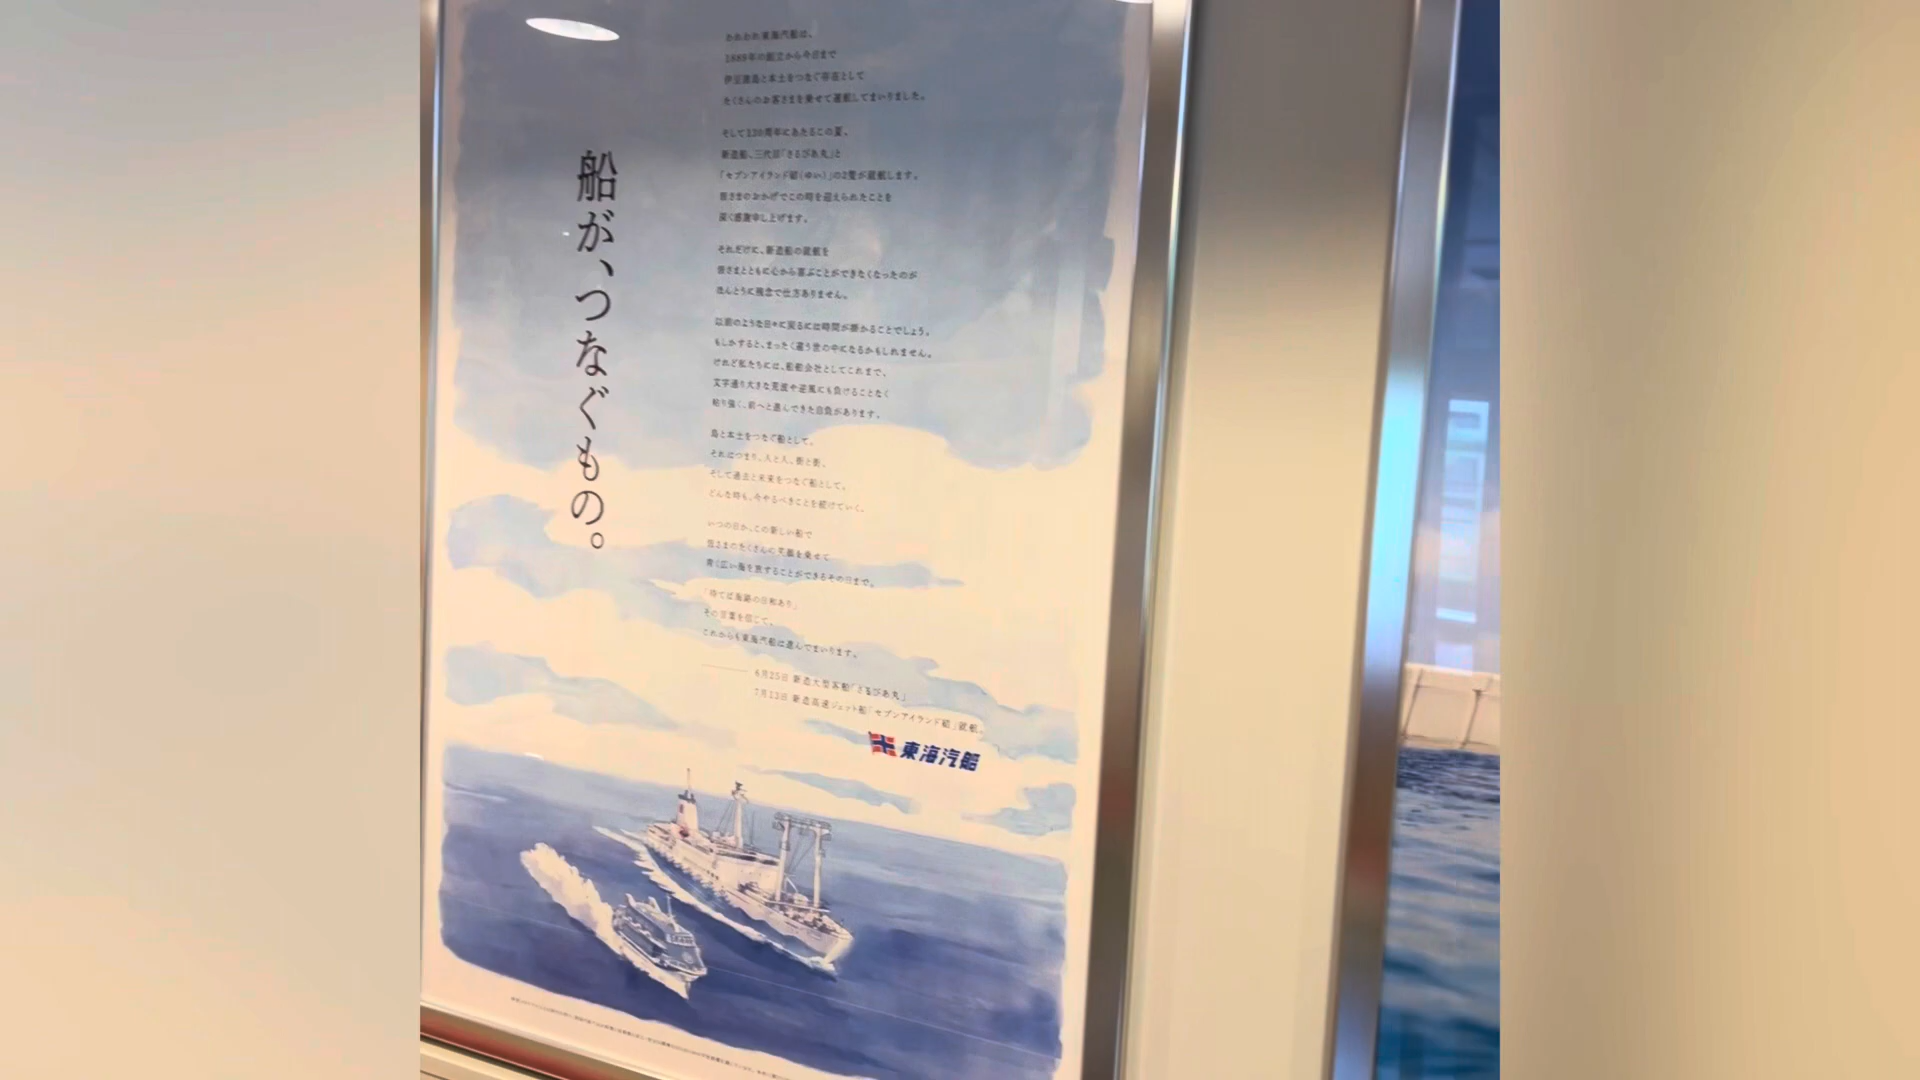 船が、つなぐもの。
われわれ東海汽船は、
1889年の創立から今日まで
伊豆諸島と本土をつなぐ存在として
たくさんのお客さまを乗せて運航してまいりました。
そして130周年にあたるこの夏、
新造船、三代目「さるびあ丸」と
「セブンアイランド結(ゆい)」の2隻が就航します。
皆さまのおかげでこの時を迎えられたことを
深く感謝申し上げます。
それだけに、新造船の就航を
皆さまとともに心から喜ぶことができなくなったのが
ほんとうに残念で仕方ありません。
以前のような日々に戻るには時間が掛かることでしょう。
もしかすると、まったく違う世の中になるかもしれません。
けれど私たちには、船舶会社としてこれまで、
文字通り大きな荒波や逆風にも負けることなく
粘り強く、前へと進んできた自負があります。
島と本土をつなぐ船として。
それはつまり、人と人、街と街、
そして過去と未来をつなぐ船として。
どんな時も、今やるべきことを続けていく。
いつの日か、この新しい船で
皆さまのたくさんの笑顔を乗せて
青く広い海を旅することができるその日まで。
「待てば海路の日和あり」
その言葉を信じて、
これからも東海汽船は進んでまいります。
6月25日 新造大型客船「さるびあ丸」
7月13日 新造高速ジェット船「セブンアイランド結」就航。
東海汽船